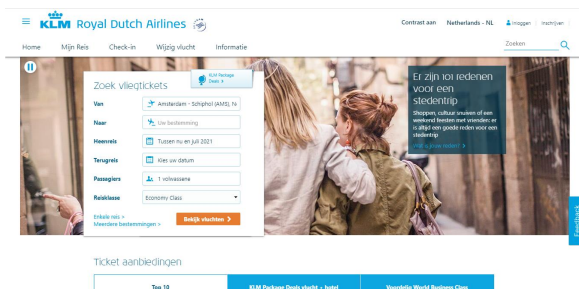 KLM Royal Dutch Airlines
Contrast aan Netherlands - NL Inloggen Inschrijven
Home Mijn Reis Check-in Wijzig vlucht Informatie
Zoeken
Zoek vliegtickets
KLM Package
Deals >
Van Amsterdam - Schiphol (AMS), N
Naar Uw bestemming
Heenreis Tussen nu en juli 2021
Terugreis Kies uw datum
Passagiers 1 volwassene
Reisklasse Economy Class
Enkele reis >
Meerdere bestemmingen >
Bekijk vluchten >
Er zijn 101 redenen
voor een
stedentrip
Shoppen, cultuur snuiven of een
weekend feesten met vrienden: er
is altijd een goede reden voor een
stedentrip
Wat is jouw reden? >
Feedback
Ticket aanbiedingen
Top 10 KLM Package Deals vlucht + hotel Voordelig World Business Class